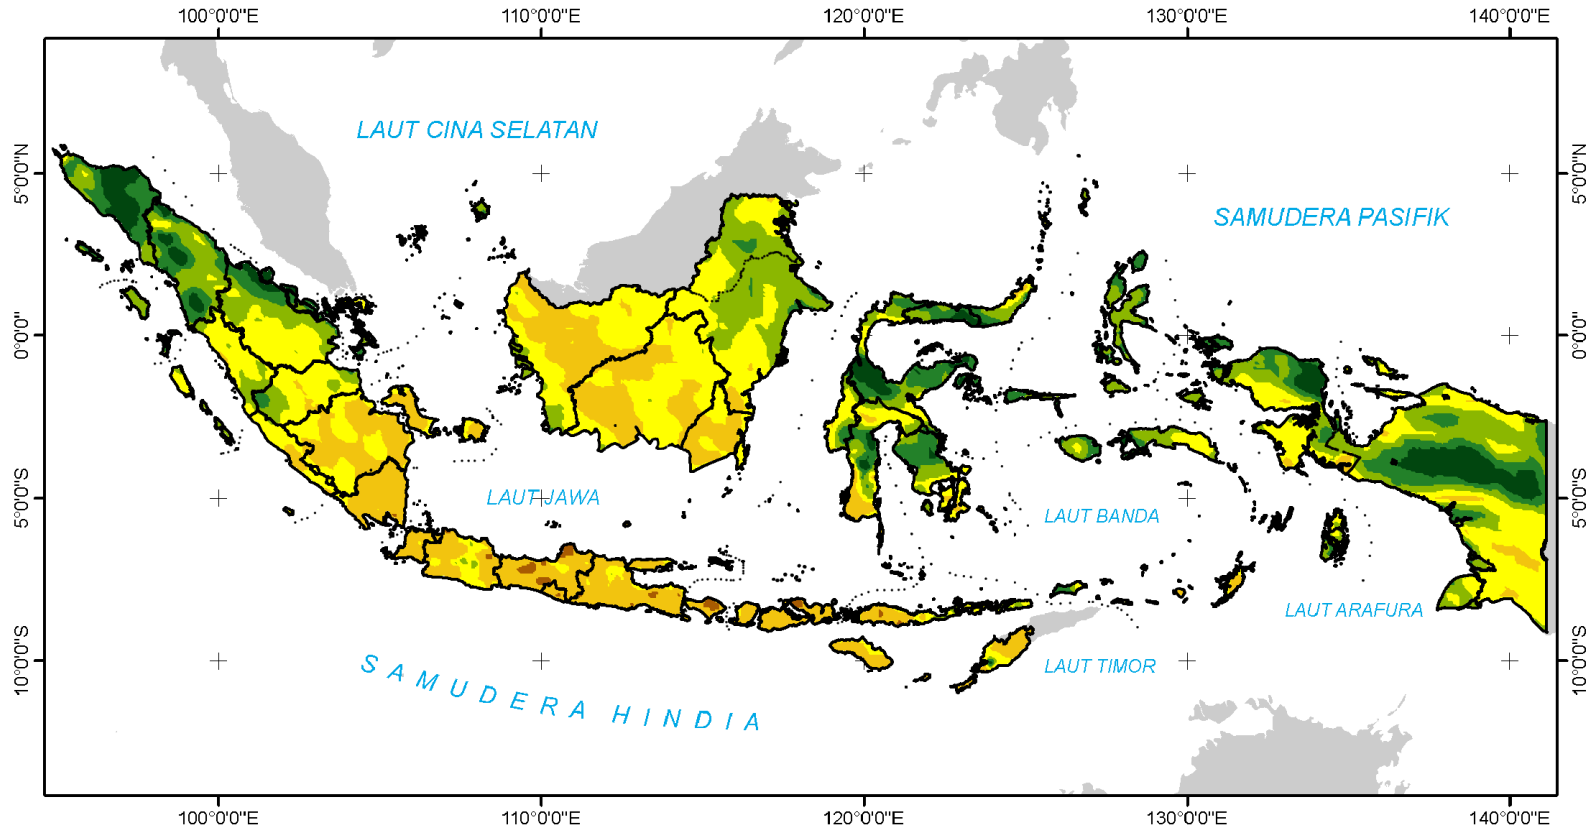 100°0'0"E 110°0'0"E 120°0'0"E 130°0'0"E 140°0'0"E
LAUT CINA SELATAN
5°0'0"N 5°0'0"N
SAMUDERA PASIFIK
0°0'0" 0°0'0"
5°0'0"S LAUT JAWA 5°0'0"S
LAUT BANDA
LAUT ARAFURA
10°0'0"S LAUT TIMOR 10°0'0"S
SAMUDERA HINDIA
100°0'0"E 110°0'0"E 120°0'0"E 130°0'0"E 140°0'0"E